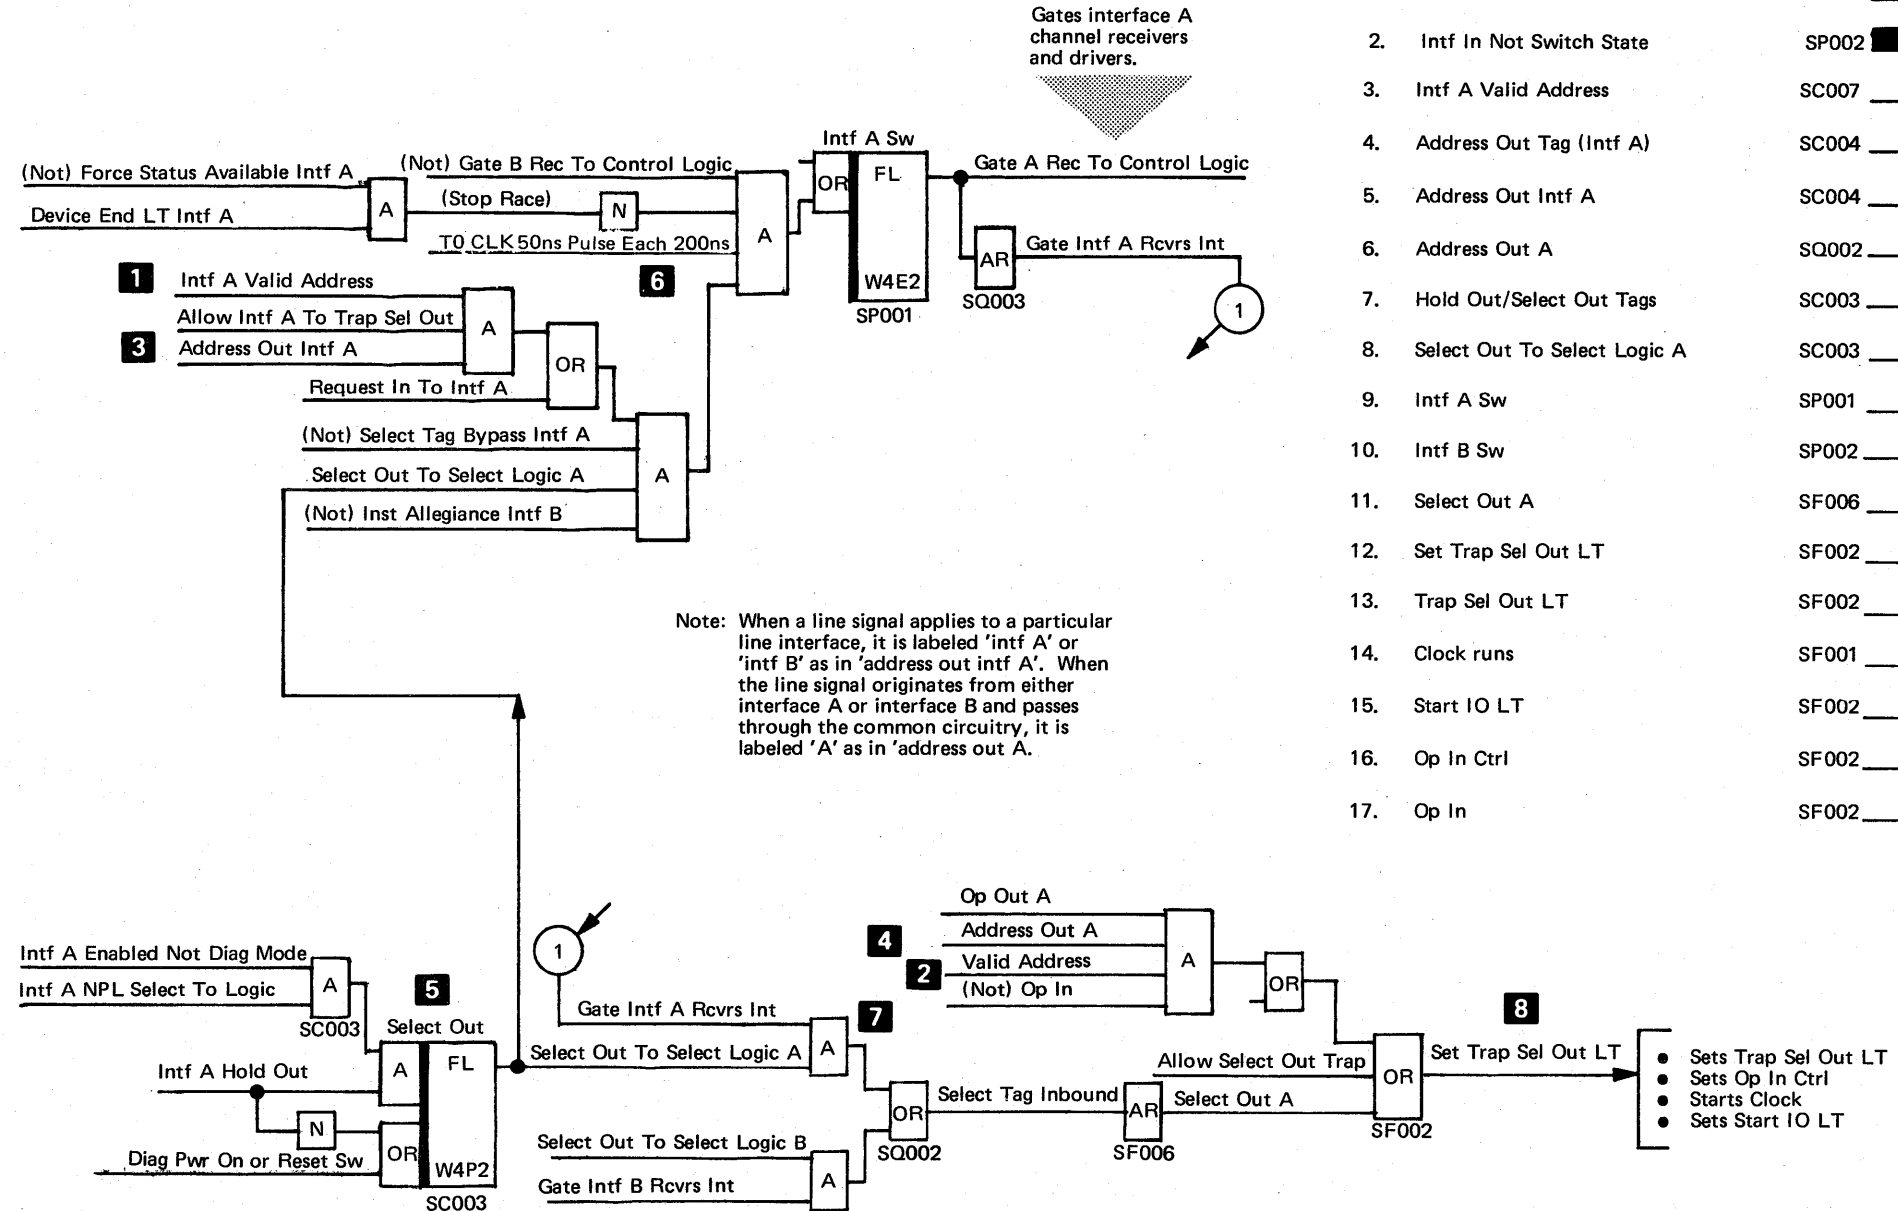 Gates interface A
channel receivers
and drivers.
2. Intf In Not Switch State SP002
3. Intf A Valid Address SC007
4. Address Out Tag (Intf A) SC004
5. Address Out Intf A SC004
6. Address Out A SQ002
7. Hold Out/Select Out Tags SC003
8. Select Out To Select Logic A SC003
9. Intf A Sw SP001
10. Intf B Sw SP002
11. Select Out A SF006
12. Set Trap Sel Out LT SF002
13. Trap Sel Out LT SF002
14. Clock runs SF001
15. Start IO LT SF002
16. Op In Ctrl SF002
17. Op In SF002
(Not) Force Status Available Intf A
Device End LT Intf A
A
(Not) Gate B Rec To Control Logic
(Stop Race)
N
T0 CLK 50ns Pulse Each 200ns
A
6
Intf A Sw
OR
FL
W4E2
SP001
Gate A Rec To Control Logic
AR
SQ003
Gate Intf A Rcvrs Int
1
1
Intf A Valid Address
Allow Intf A To Trap Sel Out
3
Address Out Intf A
A
Request In To Intf A
OR
(Not) Select Tag Bypass Intf A
Select Out To Select Logic A
(Not) Inst Allegiance Intf B
A
Note: When a line signal applies to a particular
line interface, it is labeled 'intf A' or
'intf B' as in 'address out intf A'. When
the line signal originates from either
interface A or interface B and passes
through the common circuitry, it is
labeled 'A' as in 'address out A.
Intf A Enabled Not Diag Mode
Intf A NPL Select To Logic
A
SC003
5
Select Out
Intf A Hold Out
A
FL
N
Diag Pwr On or Reset Sw
OR
W4P2
SC003
1
Gate Intf A Rcvrs Int
Select Out To Select Logic A
A
7
Select Out To Select Logic B
Gate Intf B Rcvrs Int
A
OR
SQ002
Select Tag Inbound
AR
SF006
Op Out A
4
Address Out A
2
Valid Address
(Not) Op In
A
OR
Allow Select Out Trap
Select Out A
OR
SF002
8
Set Trap Sel Out LT
• Sets Trap Sel Out LT
• Sets Op In Ctrl
• Starts Clock
• Sets Start IO LT